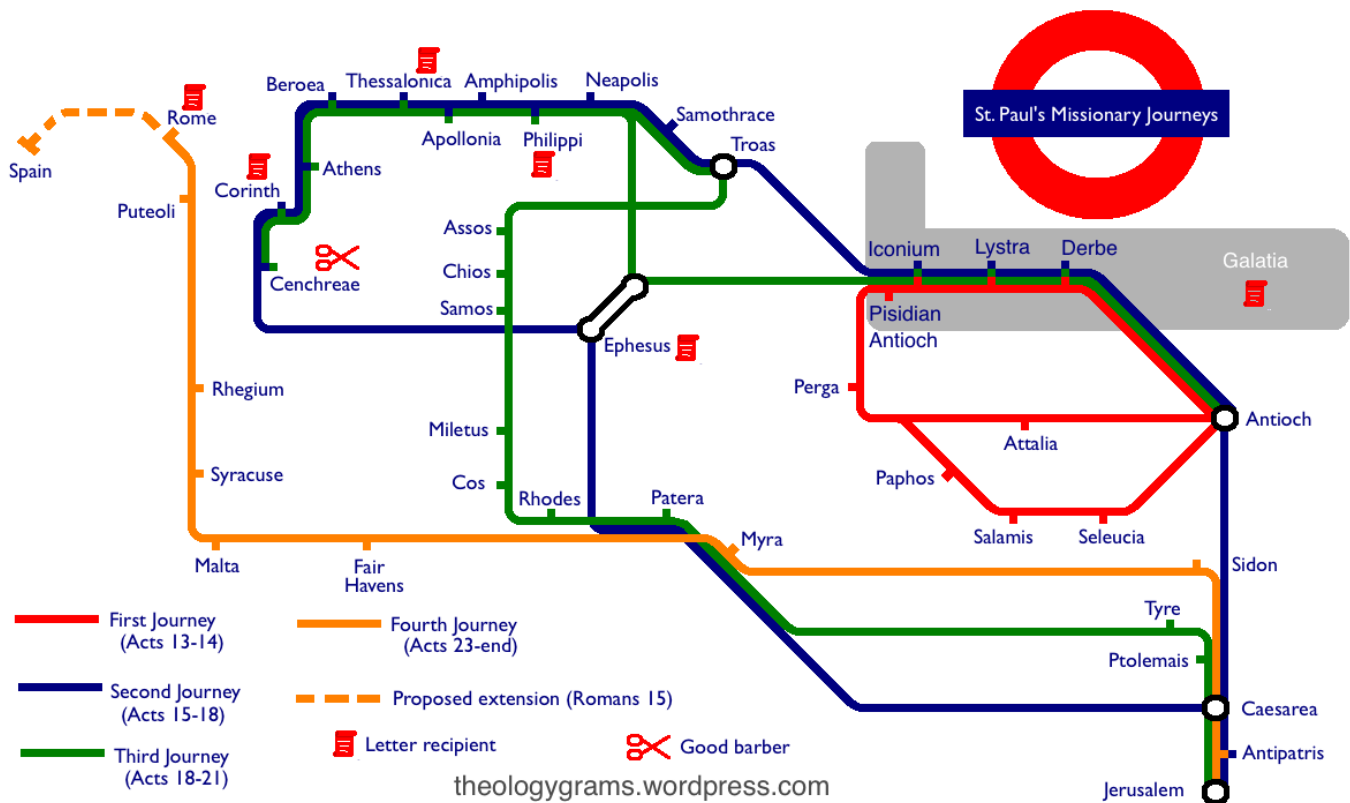 St. Paul's Missionary Journeys
Beroea
Thessalonica
Amphipolis
Neapolis
Samothrace
Troas
Apollonia
Philippi
Rome
Spain
Puteoli
Corinth
Athens
Cenchreae
Assos
Chios
Samos
Ephesus
Iconium
Lystra
Derbe
Galatia
Pisidian
Antioch
Perga
Attalia
Antioch
Paphos
Salamis
Seleucia
Rhegium
Syracuse
Miletus
Cos
Rhodes
Patera
Malta
Fair
Havens
Myra
Sidon
Tyre
Ptolemais
Caesarea
Antipatris
Jerusalem
First Journey
(Acts 13-14)
Second Journey
(Acts 15-18)
Third Journey
(Acts 18-21)
Fourth Journey
(Acts 23-end)
Proposed extension (Romans 15)
Letter recipient
Good barber
theologygrams.wordpress.com